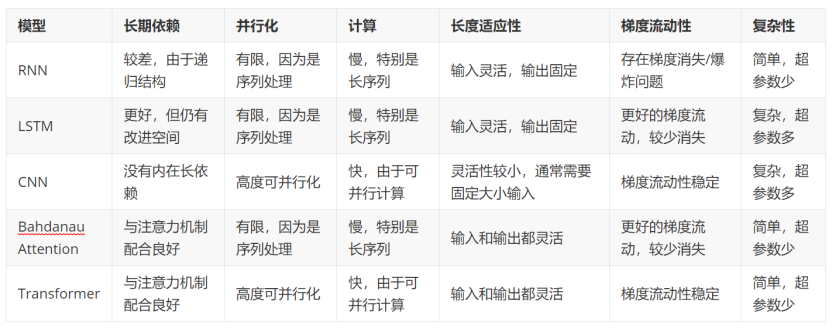 模型 长期依赖 并行化 计算 长度适应性 梯度流动性 复杂性
RNN 较差，由于递归结构 有限，因为是序列处理 慢，特别是长序列 输入灵活，输出固定 存在梯度消失/爆炸问题 简单，超参数少
LSTM 更好，但仍有改进空间 有限，因为是序列处理 慢，特别是长序列 输入灵活，输出固定 更好的梯度流动，较少消失 复杂，超参数多
CNN 没有内在长依赖 高度可并行化 快，由于可并行计算 灵活性较小，通常需要固定大小输入 梯度流动性稳定 复杂，超参数多
Bahdanau Attention 与注意力机制配合良好 有限，因为是序列处理 慢，特别是长序列 输入和输出都灵活 更好的梯度流动，较少消失 简单，超参数少
Transformer 与注意力机制配合良好 高度可并行化 快，由于可并行计算 输入和输出都灵活 梯度流动性稳定 简单，超参数少